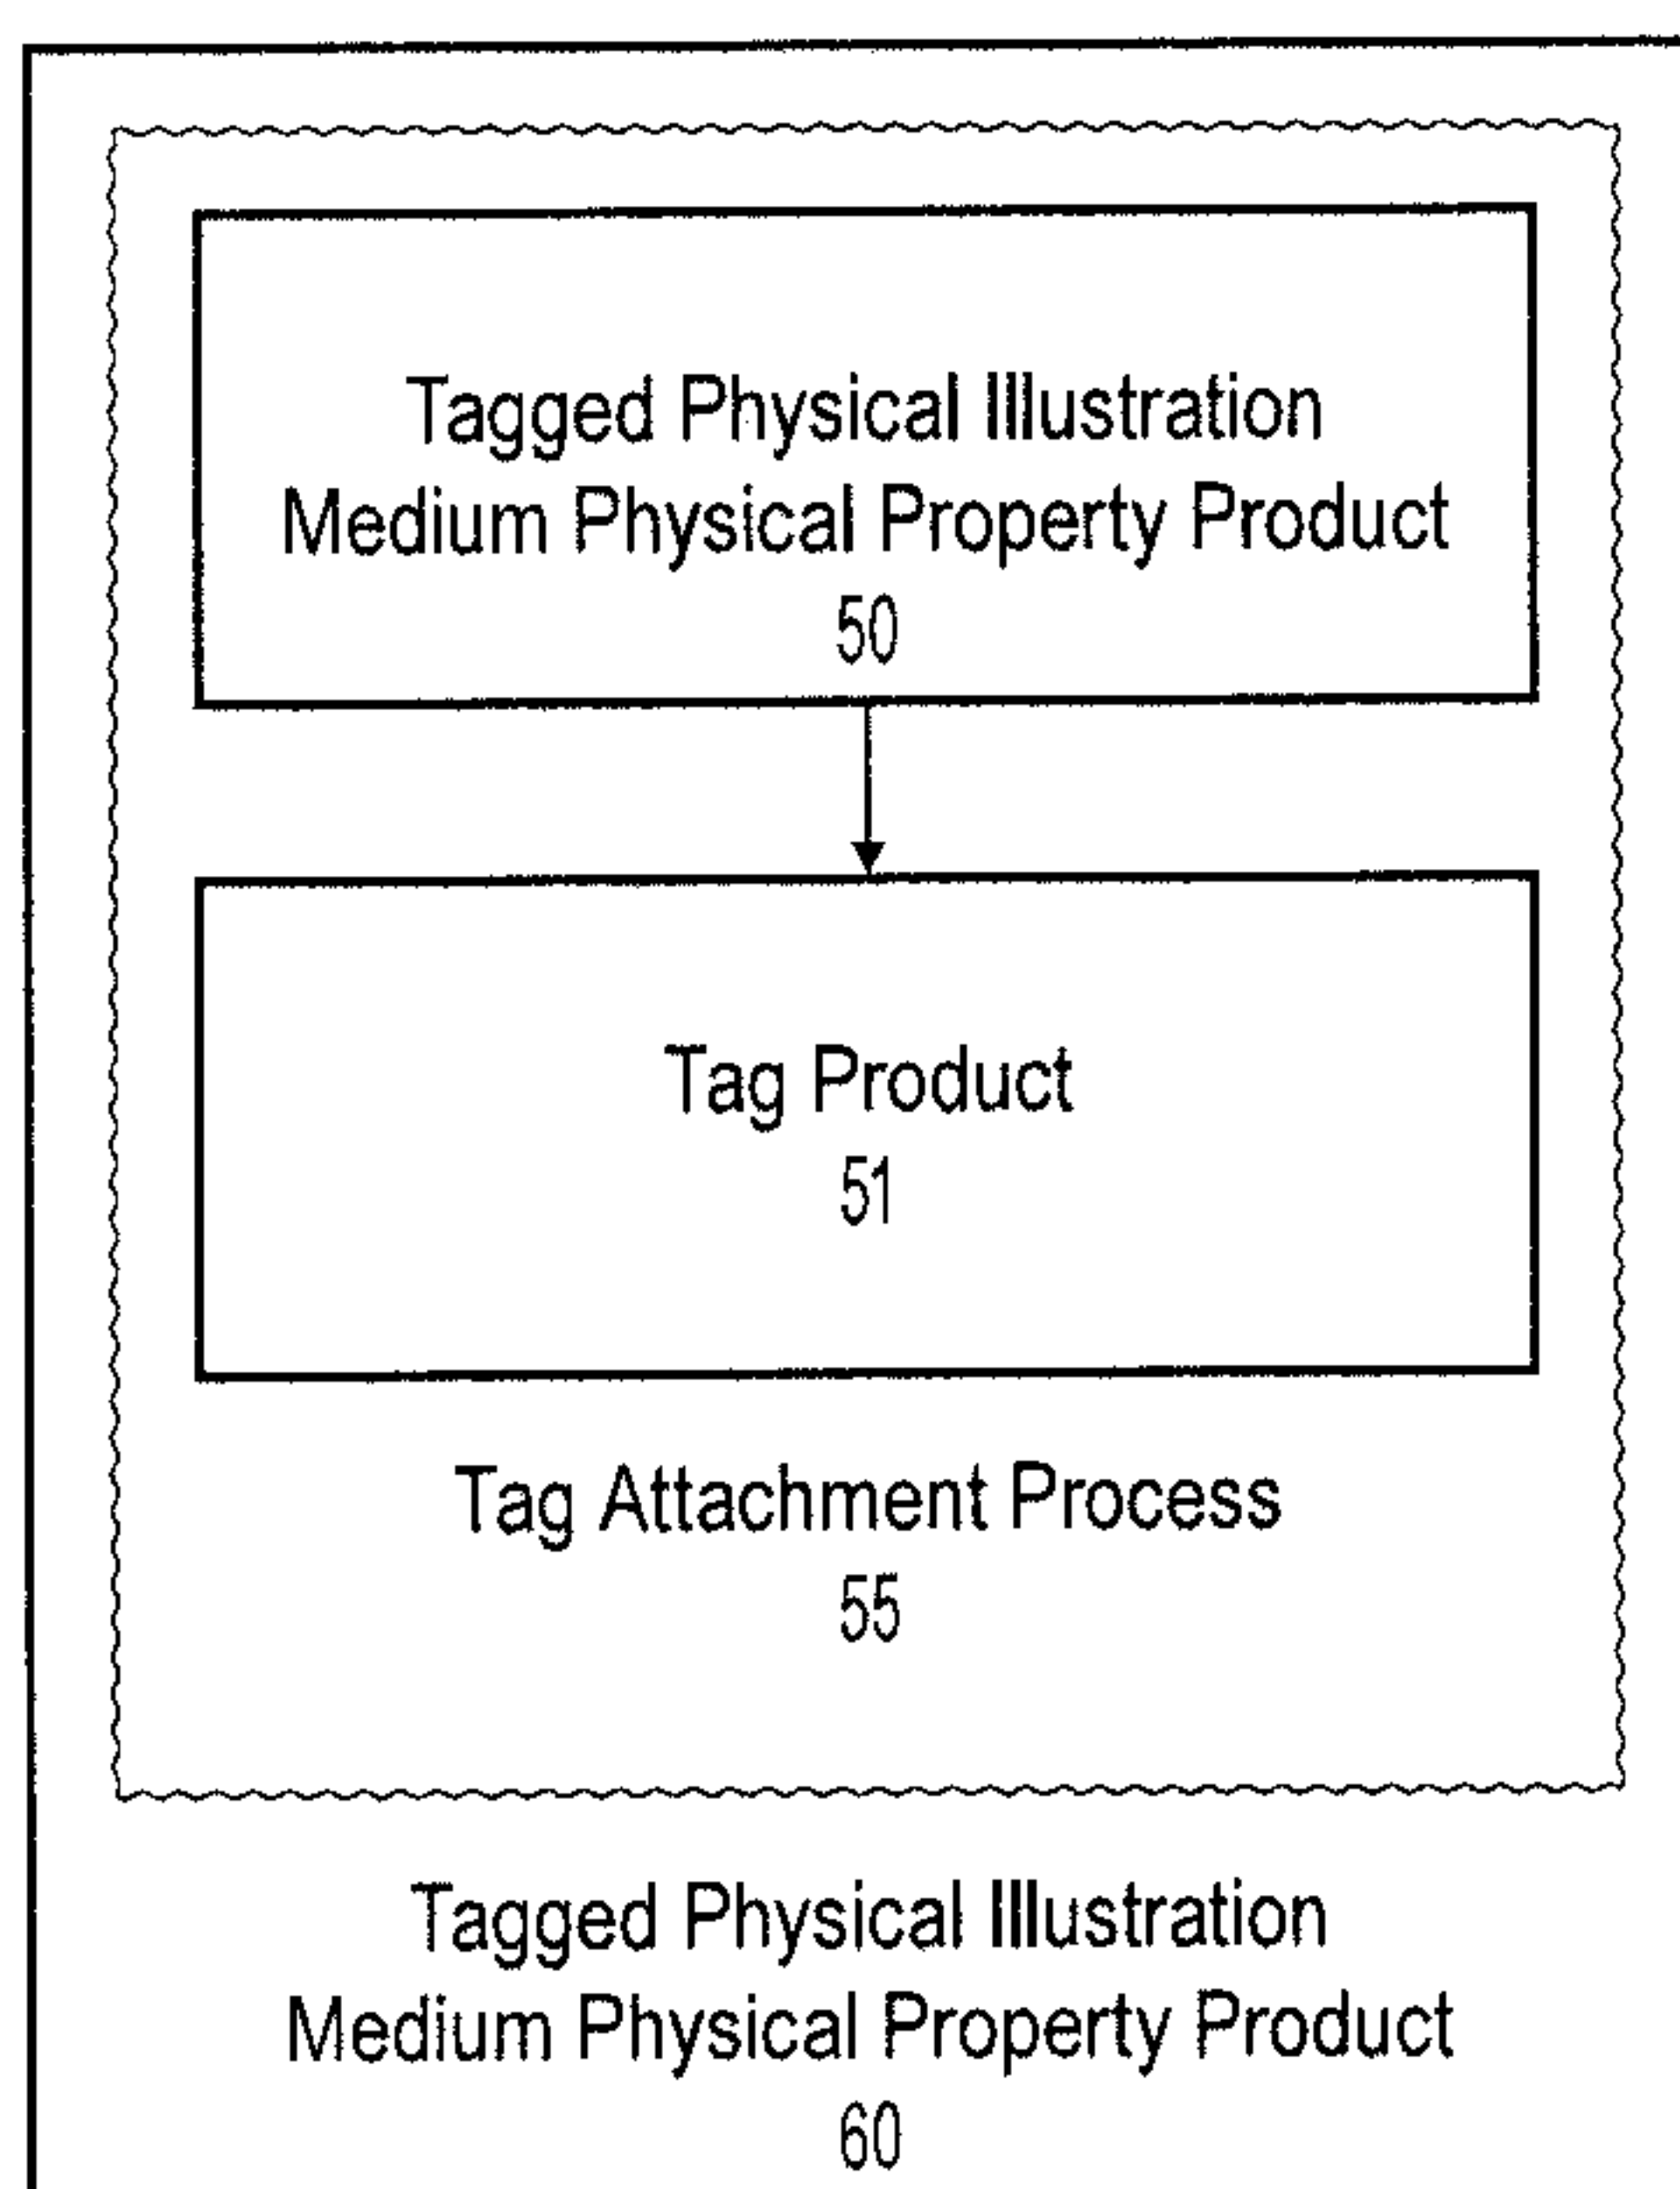 Tagged Physical Illustration
Medium Physical Property Product
50
Tag Product
51
Tag Attachment Process
55
Tagged Physical Illustration
Medium Physical Property Product
60